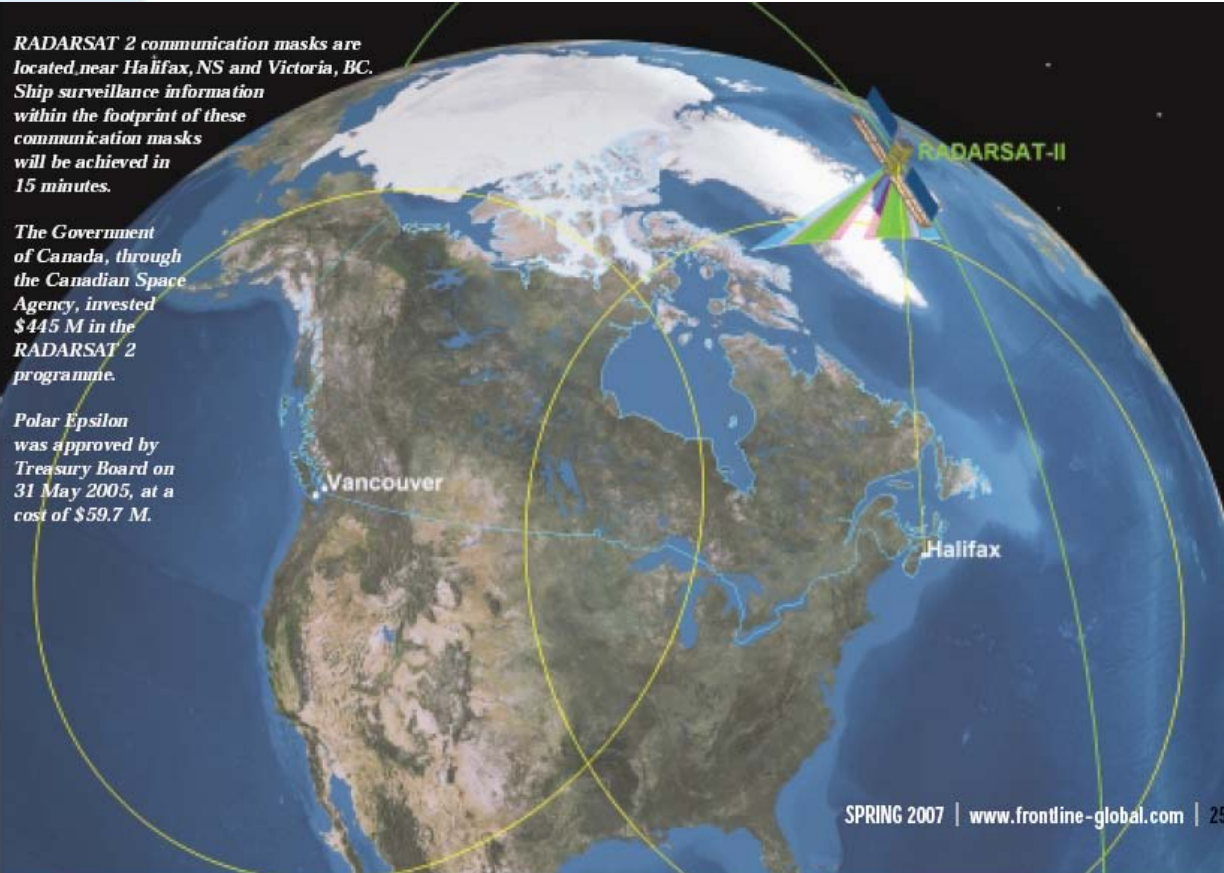 RADARSAT 2 communication masks are
located near Halifax, NS and Victoria, BC.
Ship surveillance information
within the footprint of these
communication masks
will be achieved in
15 minutes.
The Government
of Canada, through
the Canadian Space
Agency, invested
$445 M in the
RADARSAT 2
programme.
Polar Epsilon
was approved by
Treasury Board on
31 May 2005, at a
cost of $59.7 M.
RADARSAT-II
Vancouver
Halifax
SPRING 2007 | www.frontline-global.com | 25